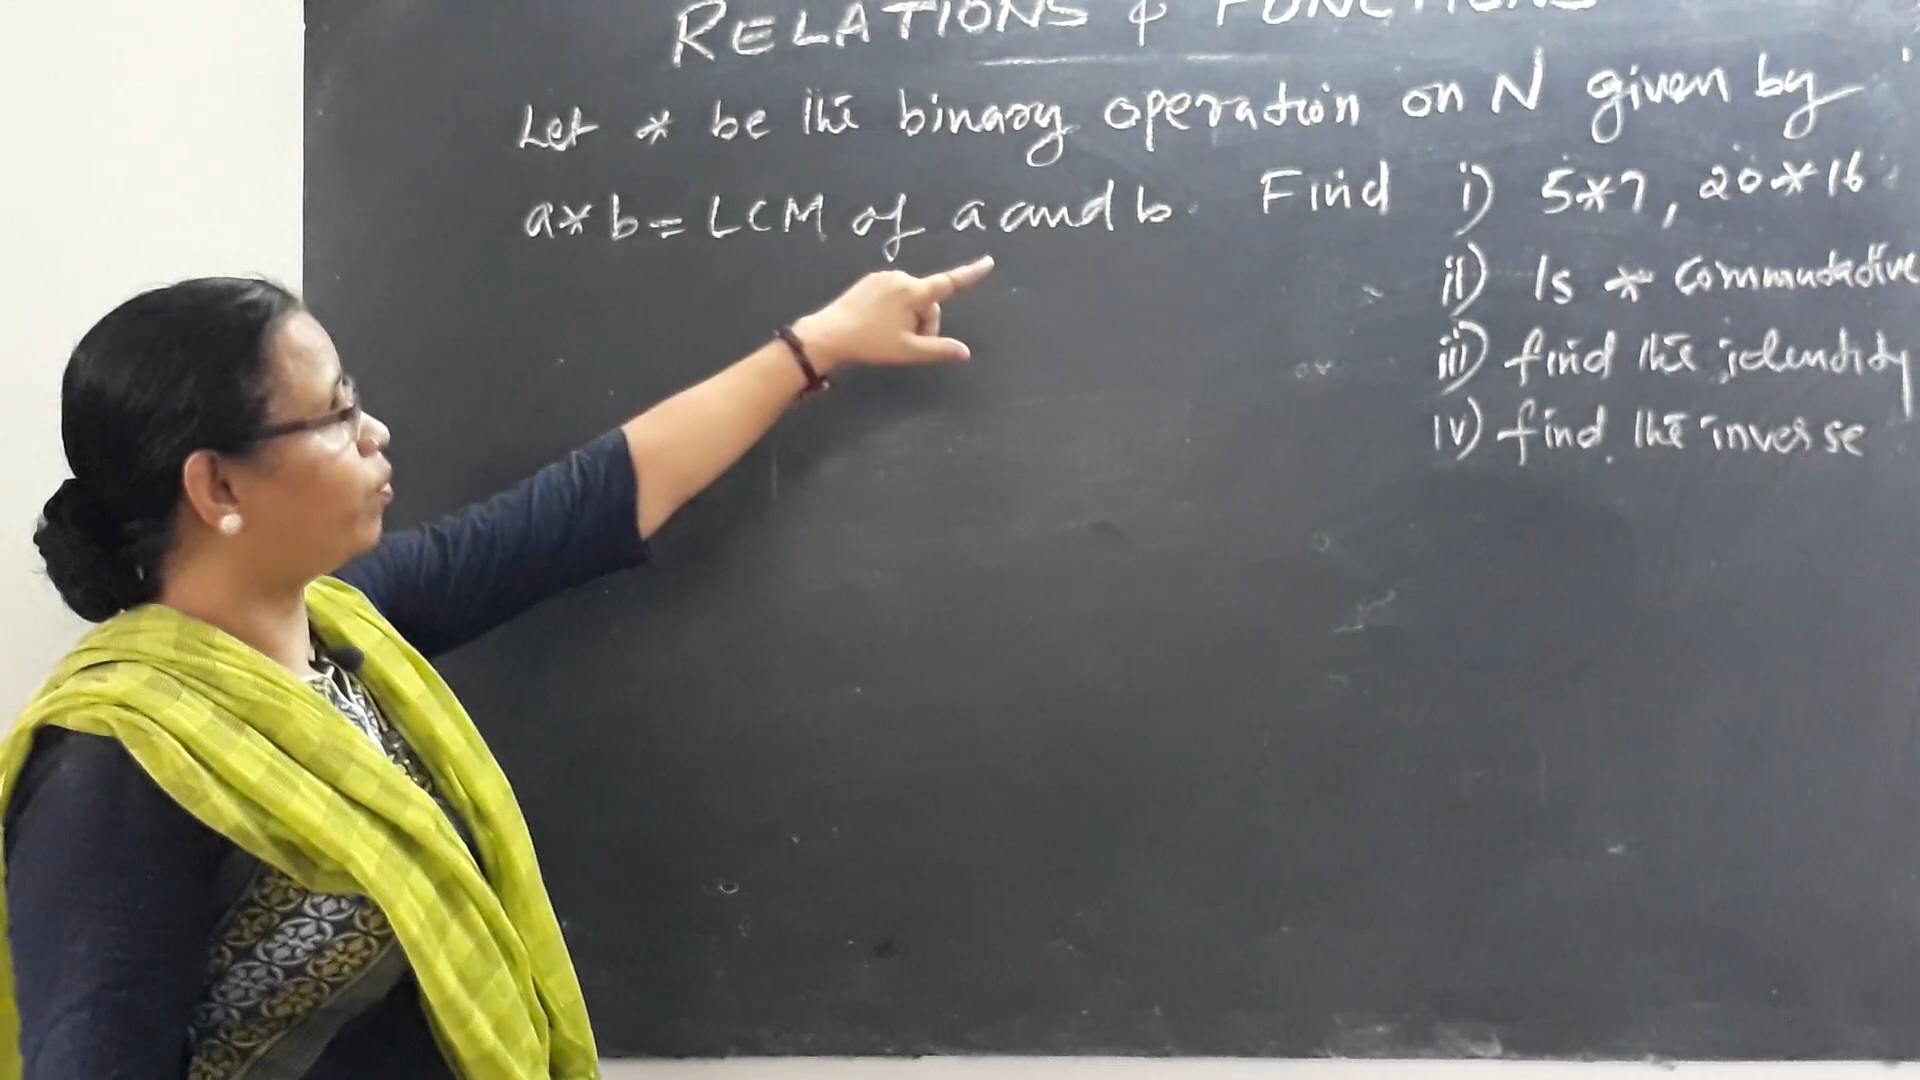 RELATIONS & FUNCTIONS
Let * be the binary operation on N given by
a*b = LCM of a and b. Find i) 5*7, 20*16
ii) Is * commutative
iii) find the identity
iv) find the inverse